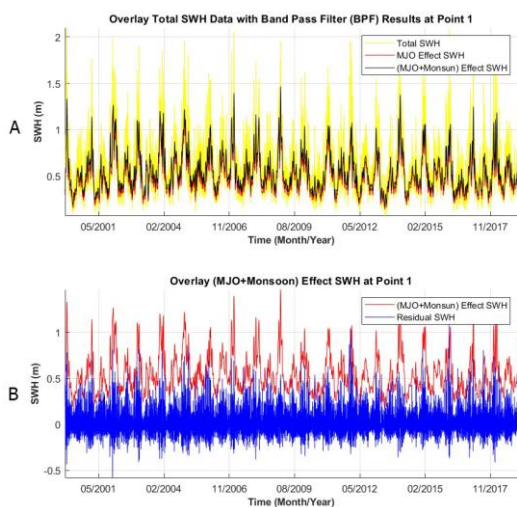 Overlay Total SWH Data with Band Pass Filter (BPF) Results at Point 1
2
1.5
1
0.5
SWH (m)
Total SWH
MJO Effect SWH
(MJO+Monsun) Effect SWH
A
05/2001 02/2004 11/2006 08/2009 05/2012 02/2015 11/2017
Time (Month/Year)
Overlay (MJO+Monsoon) Effect SWH at Point 1
1
0.5
0
-0.5
SWH (m)
(MJO+Monsun) Effect SWH
Residual SWH
B
05/2001 02/2004 11/2006 08/2009 05/2012 02/2015 11/2017
Time (Month/Year)